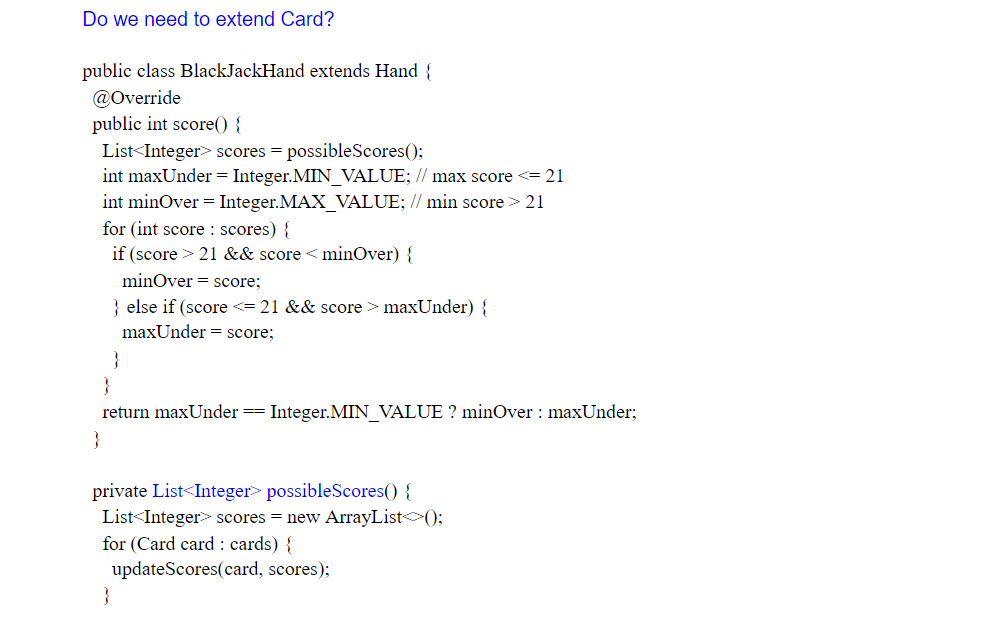 Do we need to extend Card?
public class BlackJackHand extends Hand {
@Override
public int score() {
List<Integer> scores = possibleScores();
int maxUnder = Integer.MIN_VALUE; // max score <= 21
int minOver = Integer.MAX_VALUE; // min score > 21
for (int score : scores) {
if (score > 21 && score < minOver) {
minOver = score;
} else if (score <= 21 && score > maxUnder) {
maxUnder = score;
}
}
return maxUnder == Integer.MIN_VALUE ? minOver : maxUnder;
}
private List<Integer> possibleScores() {
List<Integer> scores = new ArrayList<>();
for (Card card : cards) {
updateScores(card, scores);
}